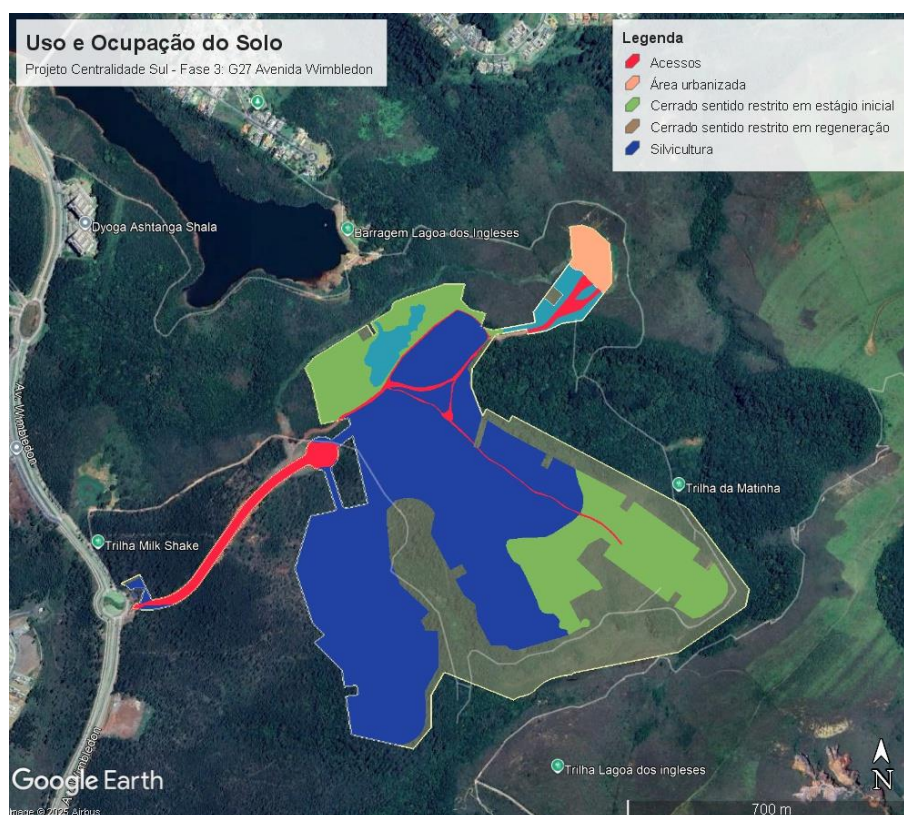 Uso e Ocupação do Solo
Projeto Centralidade Sul - Fase 3: G27 Avenida Wimbledon
Legenda
Acessos
Área urbanizada
Cerrado sentido restrito em estágio inicial
Cerrado sentido restrito em regeneração
Silvicultura
Dyoga Ashtanga Shala
Barragem Lagoa dos Ingleses
Av. Wimbledon
Trilha da Matinha
Trilha Milk Shake
Av. Wimbledon
Trilha Lagoa dos ingleses
Google Earth
Image © 2025 Airbus
N
700 m